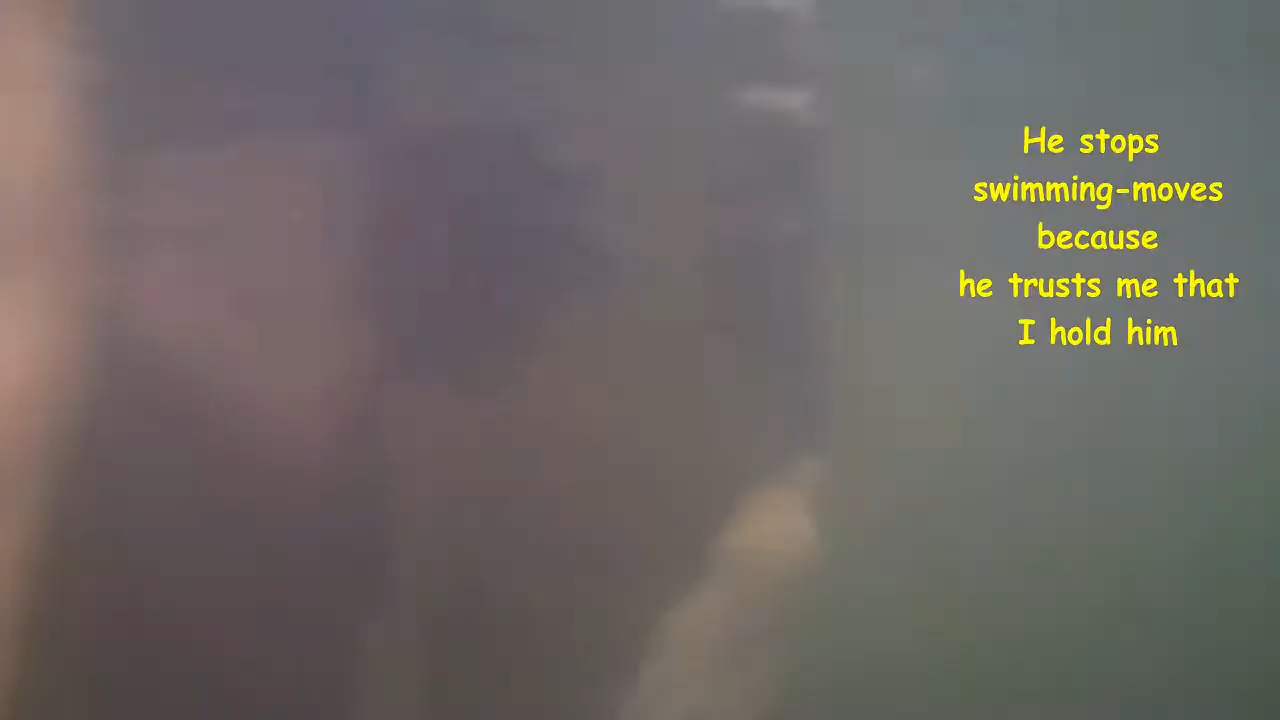 He stops
swimming-moves
because
he trusts me that
I hold him